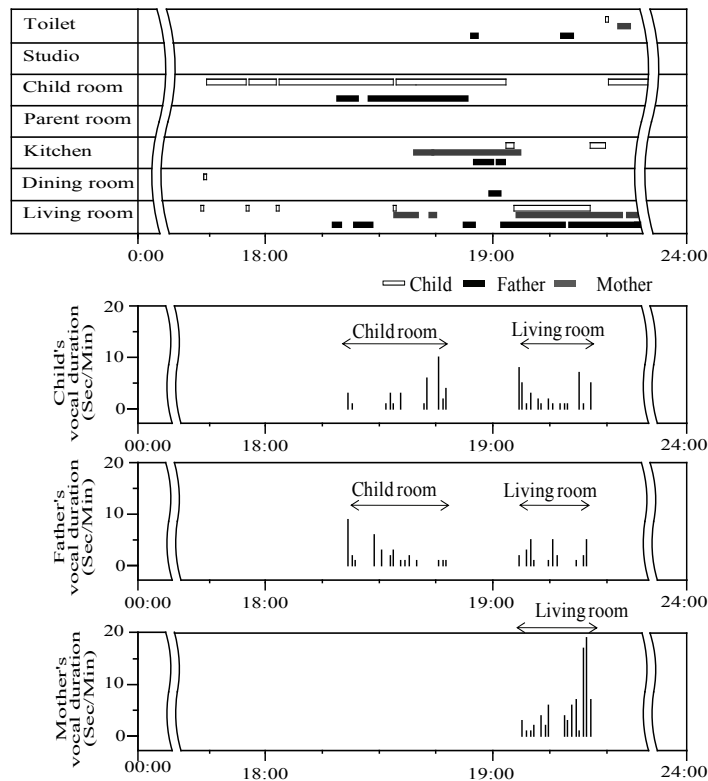 Toilet
Studio
Child room
Parent room
Kitchen
Dining room
Living room
0:00 18:00 19:00 24:00
Child Father Mother
Child's
vocal duration
(Sec/Min)
20
10
0
Child room Living room
00:00 18:00 19:00 24:00
Father's
vocal duration
(Sec/Min)
20
10
0
Child room Living room
00:00 18:00 19:00 24:00
Mother's
vocal duration
(Sec/Min)
20
10
0
Living room
00:00 18:00 19:00 24:00